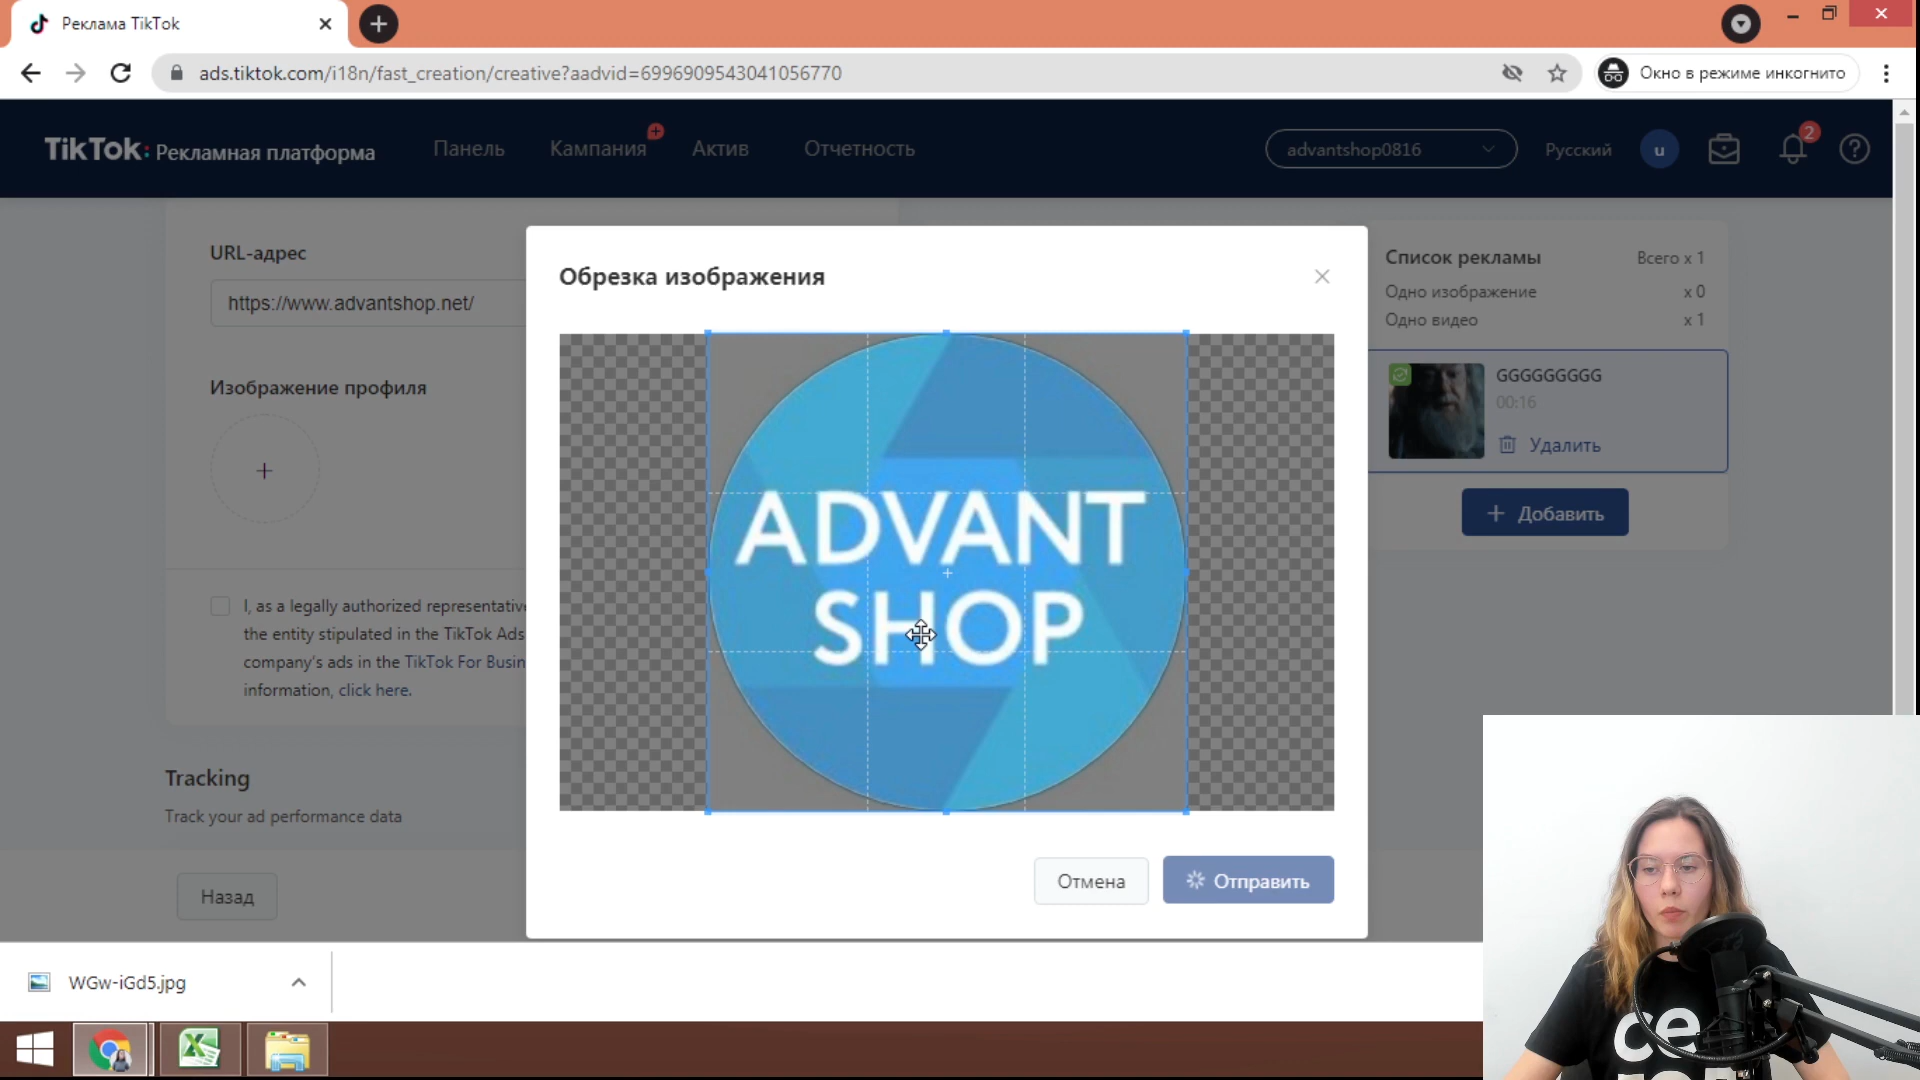 Реклама TikTok
ads.tiktok.com/i18n/fast_creation/creative?aadvid=6996909543041056770
Окно в режиме инкогнито
TikTok: Рекламная платформа
Панель
Кампания
Актив
Отчетность
advantshop0816
Русский
u
2
URL-адрес
https://www.advantshop.net/
Изображение профиля
I, as a legally authorized representative
the entity stipulated in the TikTok Ads
company's ads in the TikTok For Busin
information, click here.
Tracking
Track your ad performance data
Назад
Обрезка изображения
ADVANT
SHOP
Отмена
Отправить
Список рекламы
Всего x 1
Одно изображение
x 0
Одно видео
x 1
GGGGGGGGG
00:16
Удалить
Добавить
WGw-iGd5.jpg
ce